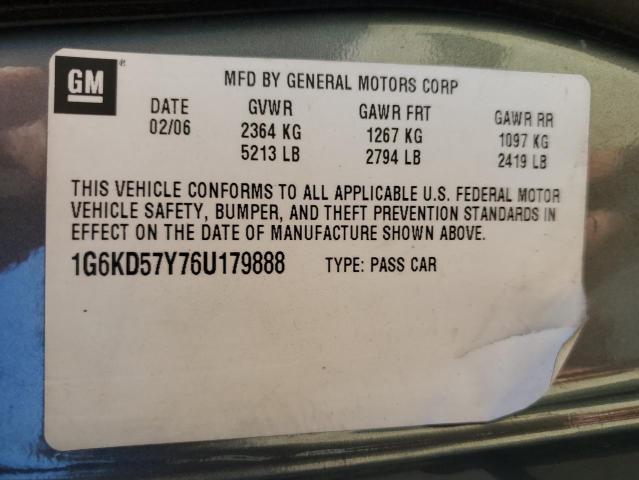 GM®
MFD BY GENERAL MOTORS CORP
DATE GVWR GAWR FRT GAWR RR
02/06 2364 KG 1267 KG 1097 KG
5213 LB 2794 LB 2419 LB
THIS VEHICLE CONFORMS TO ALL APPLICABLE U.S. FEDERAL MOTOR
VEHICLE SAFETY, BUMPER, AND THEFT PREVENTION STANDARDS IN
EFFECT ON THE DATE OF MANUFACTURE SHOWN ABOVE.
1G6KD57Y76U179888 TYPE: PASS CAR